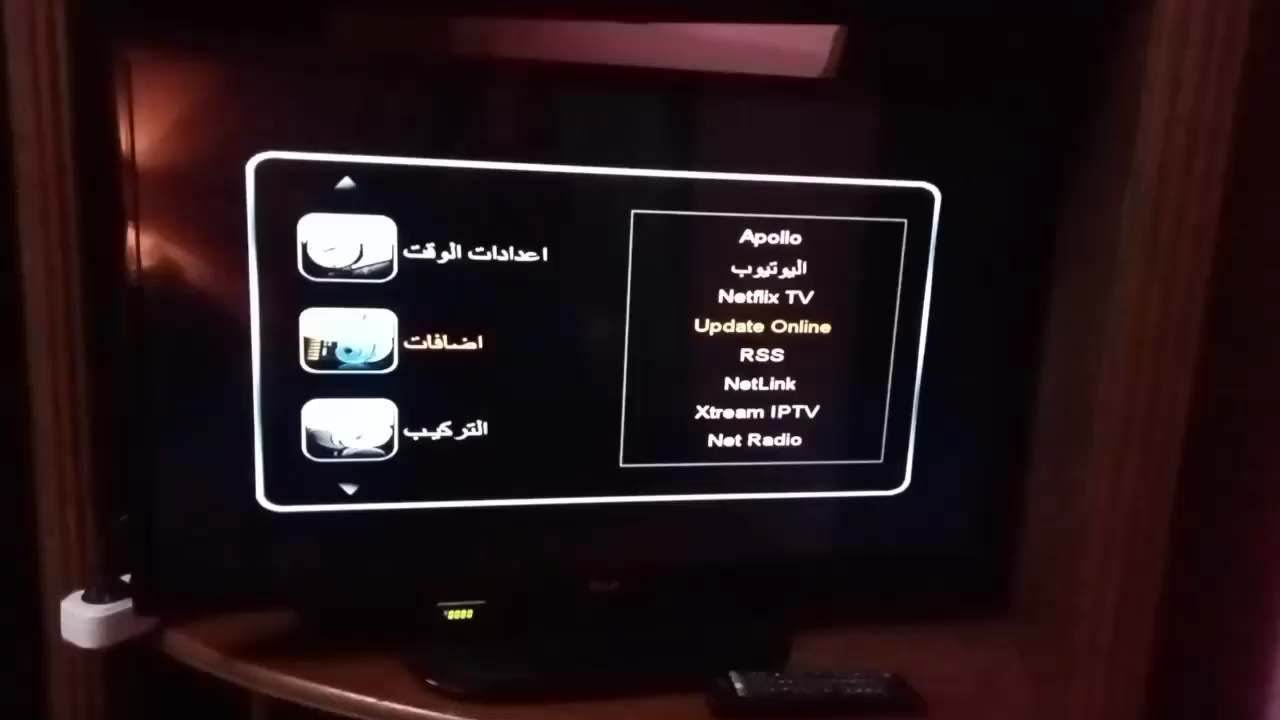 اعدادات الوقت
اضافات
التركيب
Apollo
اليوتيوب
Netflix TV
Update Online
RSS
NetLink
Xtream IPTV
Net Radio